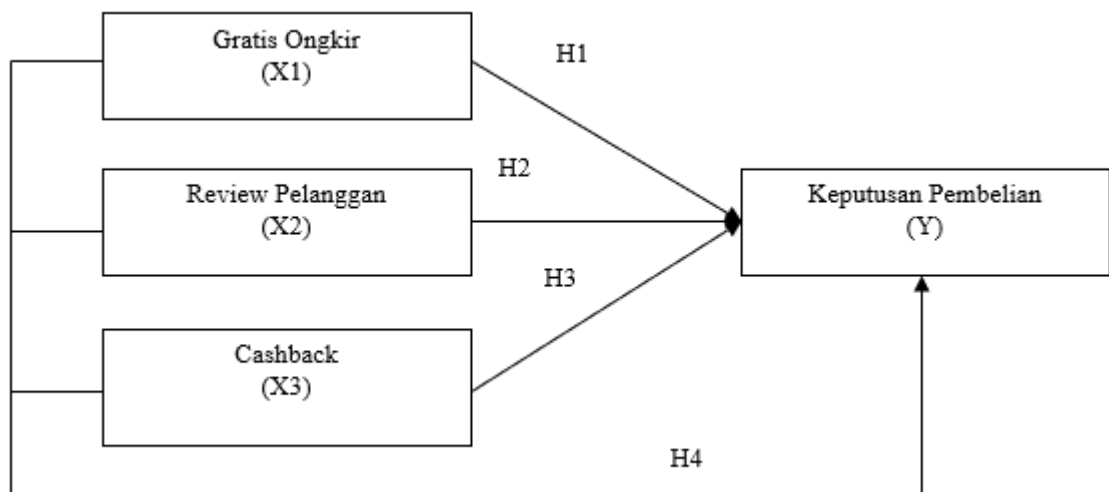 Gratis Ongkir
(X1)
H1
Review Pelanggan
(X2)
H2
Keputusan Pembelian
(Y)
H3
Cashback
(X3)
H4